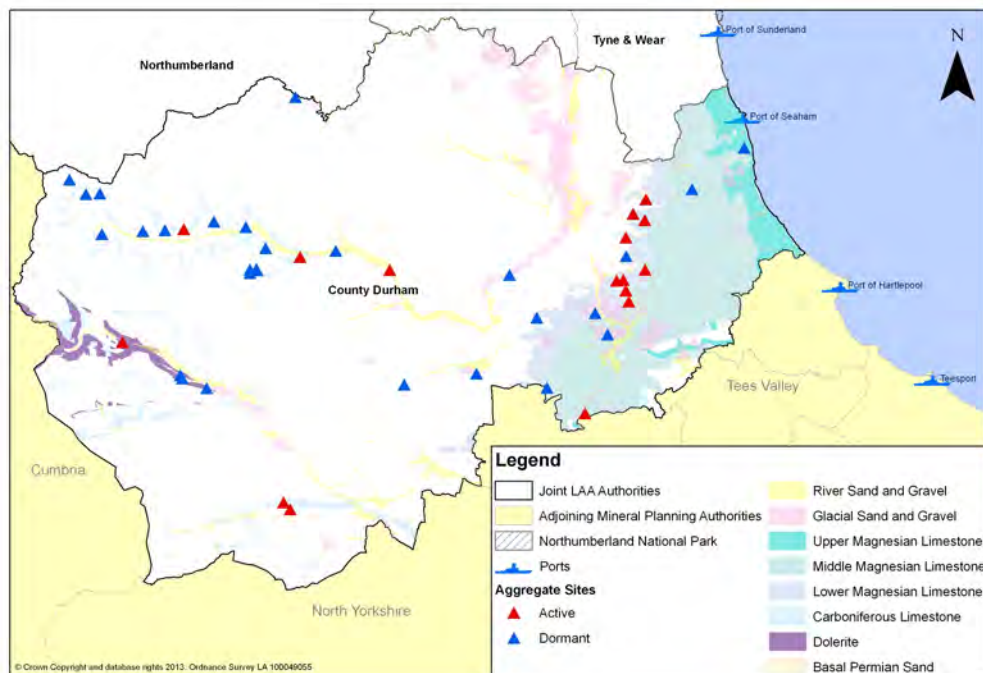 Port of Sunderland
N
Tyne & Wear
Northumberland
Port of Seaham
County Durham
Port of Hartlepool
Teesport
Tees Valley
Cumbria
North Yorkshire
Legend
Joint LAA Authorities
Adjoining Mineral Planning Authorities
Northumberland National Park
Ports
Aggregate Sites
Active
Dormant
River Sand and Gravel
Glacial Sand and Gravel
Upper Magnesian Limestone
Middle Magnesian Limestone
Lower Magnesian Limestone
Carboniferous Limestone
Dolerite
Basal Permian Sand
© Crown Copyright and database rights 2013. Ordnance Survey LA 100049055